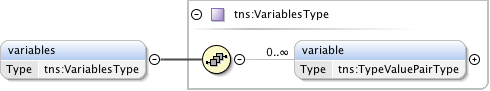 tns:VariablesType
variables
Type tns:VariablesType
0..∞
variable
Type tns:TypeValuePairType